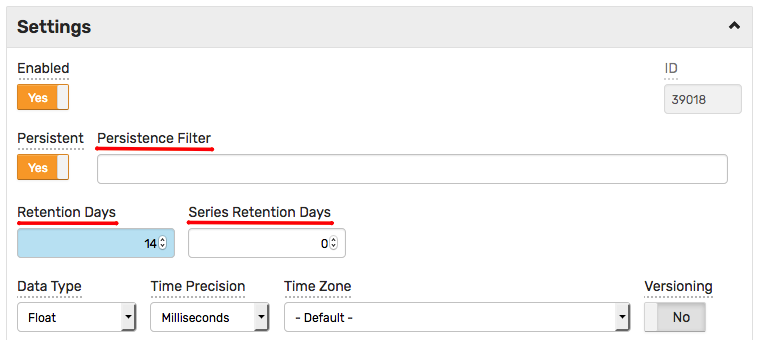 Settings
Enabled ID
Yes 39018
Persistent Persistence Filter
Yes
Retention Days Series Retention Days
14 0
Data Type Time Precision Time Zone Versioning
Float Milliseconds - Default - No